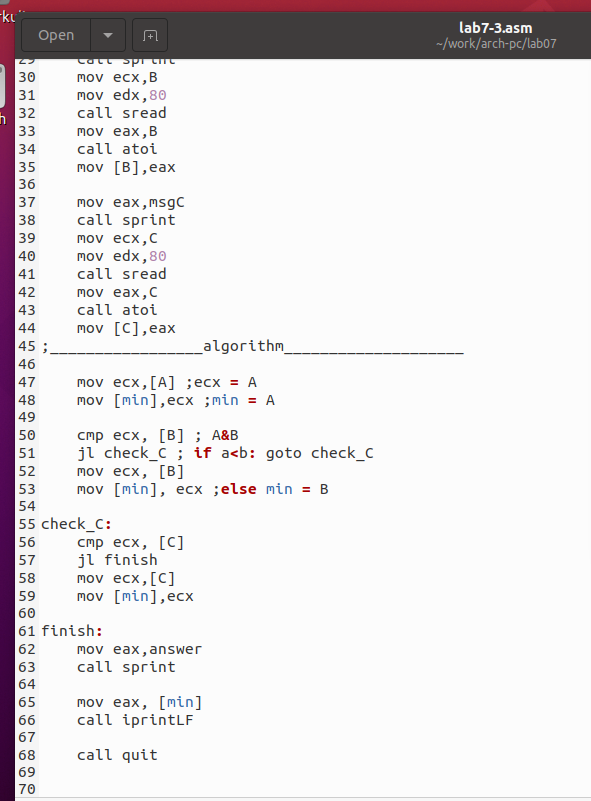 Open
lab7-3.asm
~/work/arch-pc/lab07
29     call sprint
30     mov ecx,B
31     mov edx,80
32     call sread
33     mov eax,B
34     call atoi
35     mov [B],eax
36
37     mov eax,msgC
38     call sprint
39     mov ecx,C
40     mov edx,80
41     call sread
42     mov eax,C
43     call atoi
44     mov [C],eax
45 ;_________________algorithm____________________
46
47     mov ecx,[A] ;ecx = A
48     mov [min],ecx ;min = A
49
50     cmp ecx, [B] ; A&B
51     jl check_C ; if a<b: goto check_C
52     mov ecx, [B]
53     mov [min], ecx ;else min = B
54
55 check_C:
56     cmp ecx, [C]
57     jl finish
58     mov ecx,[C]
59     mov [min],ecx
60
61 finish:
62     mov eax,answer
63     call sprint
64
65     mov eax, [min]
66     call iprintLF
67
68     call quit
69
70